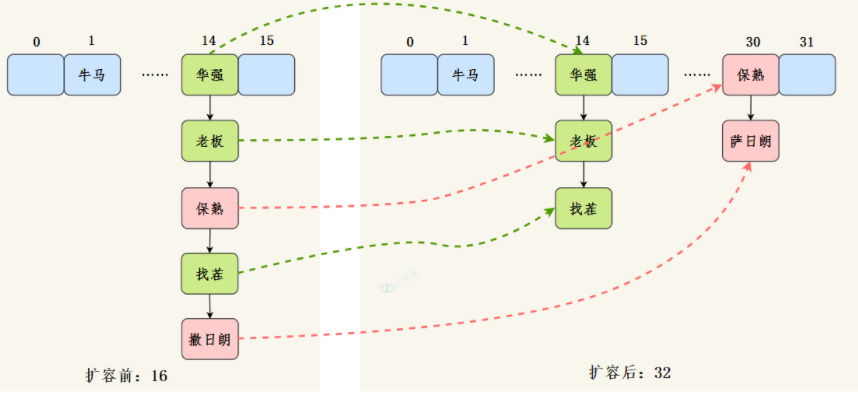 0 1 14 15
牛马 …… 华强
老板
保熟
找茬
撒日朗
扩容前：16
0 1 14 15 30 31
牛马 …… 华强 …… 保熟
老板 萨日朗
找茬
扩容后：32